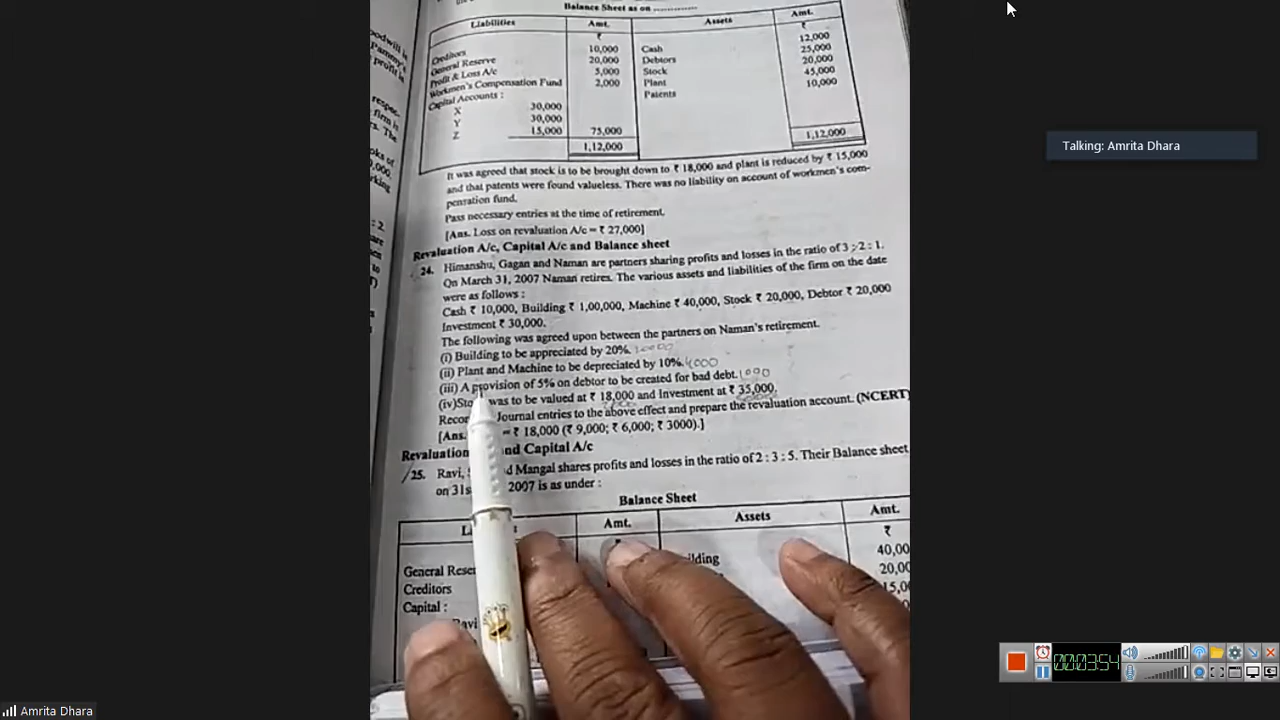 Balance Sheet as on
Liabilities Amt. Assets Amt.
₹ ₹
Creditors 10,000 Cash 12,000
General Reserve 20,000 Debtors 25,000
Profit & Loss A/c 5,000 Stock 20,000
Workmen's Compensation Fund 2,000 Plant 45,000
Capital Accounts : Patents 10,000
X 30,000
Y 30,000
Z 15,000 75,000
1,12,000 1,12,000
It was agreed that stock is to be brought down to ₹ 18,000 and plant is reduced by ₹ 15,000
and that patents were found valueless. There was no liability on account of workmen's com-
pensation fund.
Pass necessary entries at the time of retirement.
[Ans. Loss on revaluation A/c = ₹ 27,000]
Revaluation A/c, Capital A/c and Balance sheet
24. Himanshu, Gagan and Naman are partners sharing profits and losses in the ratio of 3 : 2 : 1.
On March 31, 2007 Naman retires. The various assets and liabilities of the firm on the date
were as follows :
Cash ₹ 10,000, Building ₹ 1,00,000, Machine ₹ 40,000, Stock ₹ 20,000, Debtor ₹ 20,000
Investment ₹ 30,000.
The following was agreed upon between the partners on Naman's retirement.
(i) Building to be appreciated by 20%.
(ii) Plant and Machine to be depreciated by 10%. 4000
(iii) A provision of 5% on debtor to be created for bad debt. 1000
(iv) Sto was to be valued at ₹ 18,000 and Investment at ₹ 35,000.
Reco Journal entries to the above effect and prepare the revaluation account. (NCERT)
[Ans. = ₹ 18,000 (₹ 9,000; ₹ 6,000; ₹ 3000).]
Revaluation nd Capital A/c
25. Ravi, d Mangal shares profits and losses in the ratio of 2 : 3 : 5. Their Balance sheet
on 31s 2007 is as under :
Balance Sheet
Amt. Assets Amt.
₹
ilding 40,00
General Rese 20,00
Creditors 15,0
Capital :
Ravi
Talking: Amrita Dhara
00:03:54
Amrita Dhara